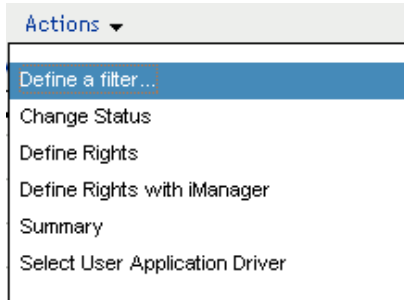 Actions
Define a filter...
Change Status
Define Rights
Define Rights with iManager
Summary
Select User Application Driver